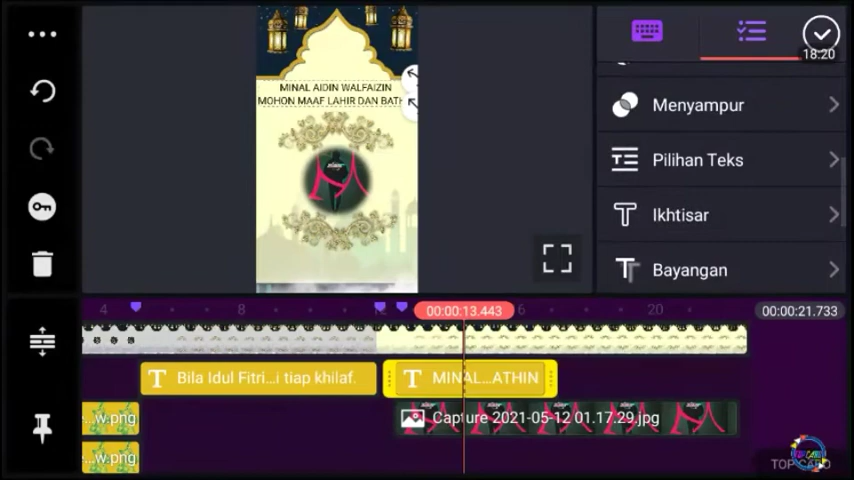 18:20
MINAL AIDIN WALFAIZIN
MOHON MAAF LAHIR DAN BATH
Menyampur
Pilihan Teks
Ikhtisar
Bayangan
4
8
00:00:13.443
6
20
00:00:21.733
Bila Idul Fitri...i tiap khilaf.
MINAL...ATHIN
...w.png
Capture 2021-05-12 01.17.29.jpg
...w.png
TOP CARD